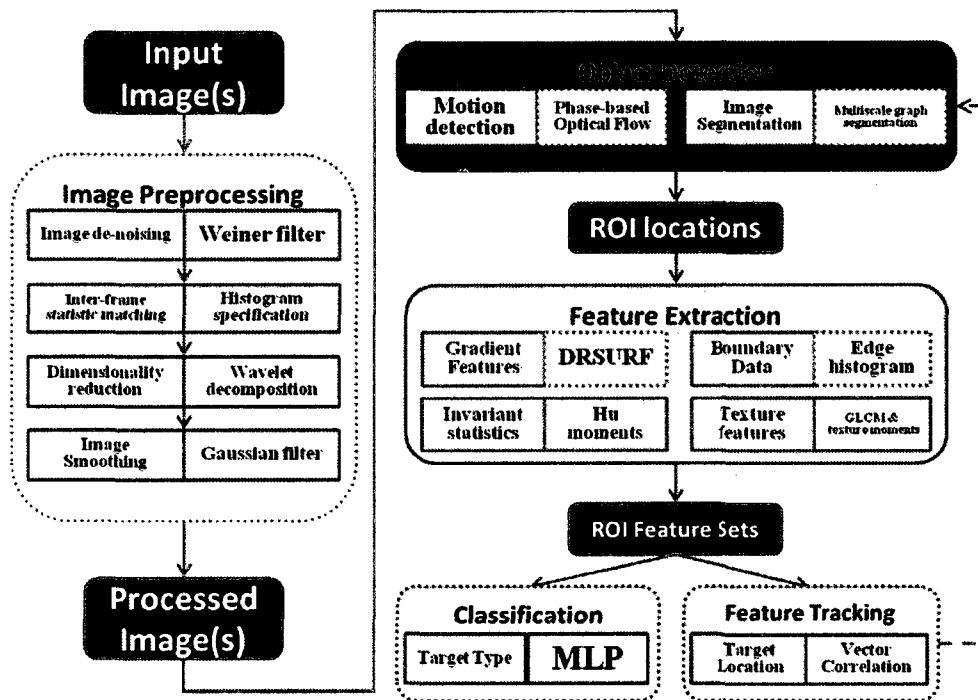 Input
Image(s)
Image Preprocessing
Image de-noising
Weiner filter
Inter-frame
statistic matching
Histogram
specification
Dimensionality
reduction
Wavelet
decomposition
Image
Smoothing
Gaussian filter
Processed
Image(s)
Object Detection
Motion
detection
Phase-based
Optical Flow
Image
Segmentation
Multiscale graph
segmentation
ROI locations
Feature Extraction
Gradient
Features
DRSURF
Boundary
Data
Edge
histogram
Invariant
statistics
Hu
moments
Texture
features
GLCM &
texture moments
ROI Feature Sets
Classification
Target Type
MLP
Feature Tracking
Target
Location
Vector
Correlation